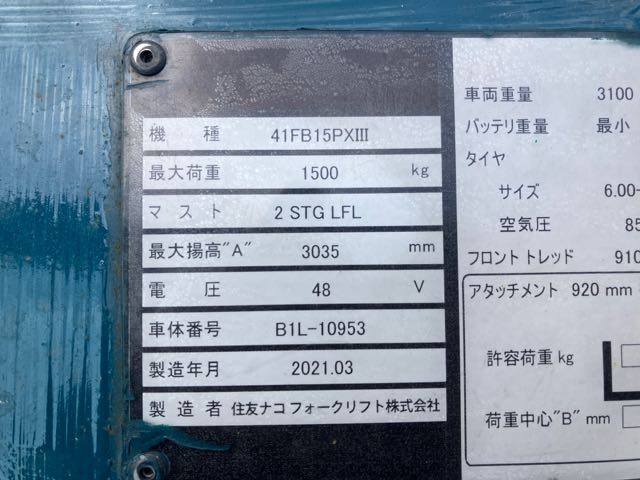 機 種 41FB15PXⅢ
最大荷重 1500 kg
マスト 2 STG LFL
最大揚高"A" 3035 mm
電 圧 48 V
車体番号 B1L-10953
製造年月 2021.03
製造者 住友ナコ フォークリフト株式会社
車両重量 3100
バッテリ重量 最小
タイヤ
サイズ 6.00-
空気圧 85
フロントトレッド 910
アタッチメント 920 mm
許容荷重 kg
荷重中心"B" mm